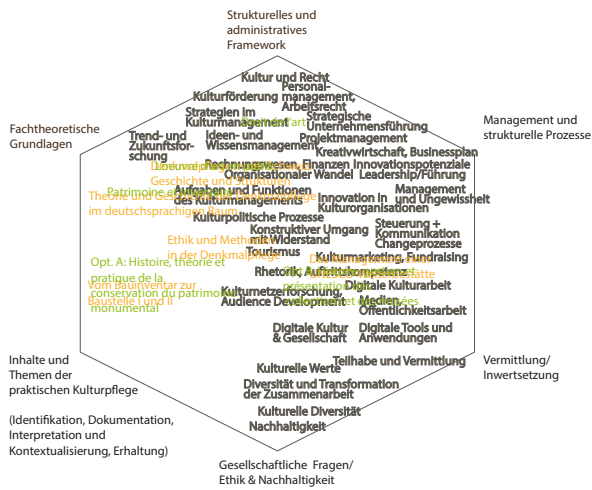 Strukturelles und
administratives
Framework
Kultur und Recht
Personal-
Kulturförderung management,
Arbeitsrecht
Strategien im
Kulturmanagement
Strategische
Unternehmensführung
Management und
strukturelle Prozesse
Fachtheoretische
Grundlagen
Trend- und
Zukunftsfor-
schung
Ideen- und
Wissensmanagement
Projektmanagement
Kreativwirtschaft, Businessplan
Rechnungswesen, Finanzen Innovationspotenziale
Organisationaler Wandel Leadership/Führung
Geschichte und Strukturen
Patrimoine
Aufgaben und Funktionen
des Kulturmanagements
Theorie und
im deutschsprachigen Raum
Innovation in
Kulturorganisationen
Management
und Ungewissheit
Kulturpolitische Prozesse
Konstruktiver Umgang
mit Widerstand
Steuerung +
Kommunikation
Changeprozesse
Ethik und Methoden
in der Denkmalpflege
Tourismus
Kulturmarketing, Fundraising
Opt. A: Histoire, théorie et
pratique de la
conservation du patrimoine
monumental
Rhetorik, Auftrittskompetenz
présentation
Digitale Kulturarbeit
Vom Bauinventar zur
Baustelle I und II
Kulturnetzerforschung,
Audience Development
Medien,
Öffentlichkeitsarbeit
Digitale Kultur
& Gesellschaft
Digitale Tools und
Anwendungen
Inhalte und
Themen der
praktischen Kulturpflege
(Identifikation, Dokumentation,
Interpretation und
Kontextualisierung, Erhaltung)
Teilhabe und Vermittlung
Vermittlung/
Inwertsetzung
Kulturelle Werte
Diversität und Transformation
der Zusammenarbeit
Kulturelle Diversität
Nachhaltigkeit
Gesellschaftliche Fragen/
Ethik & Nachhaltigkeit